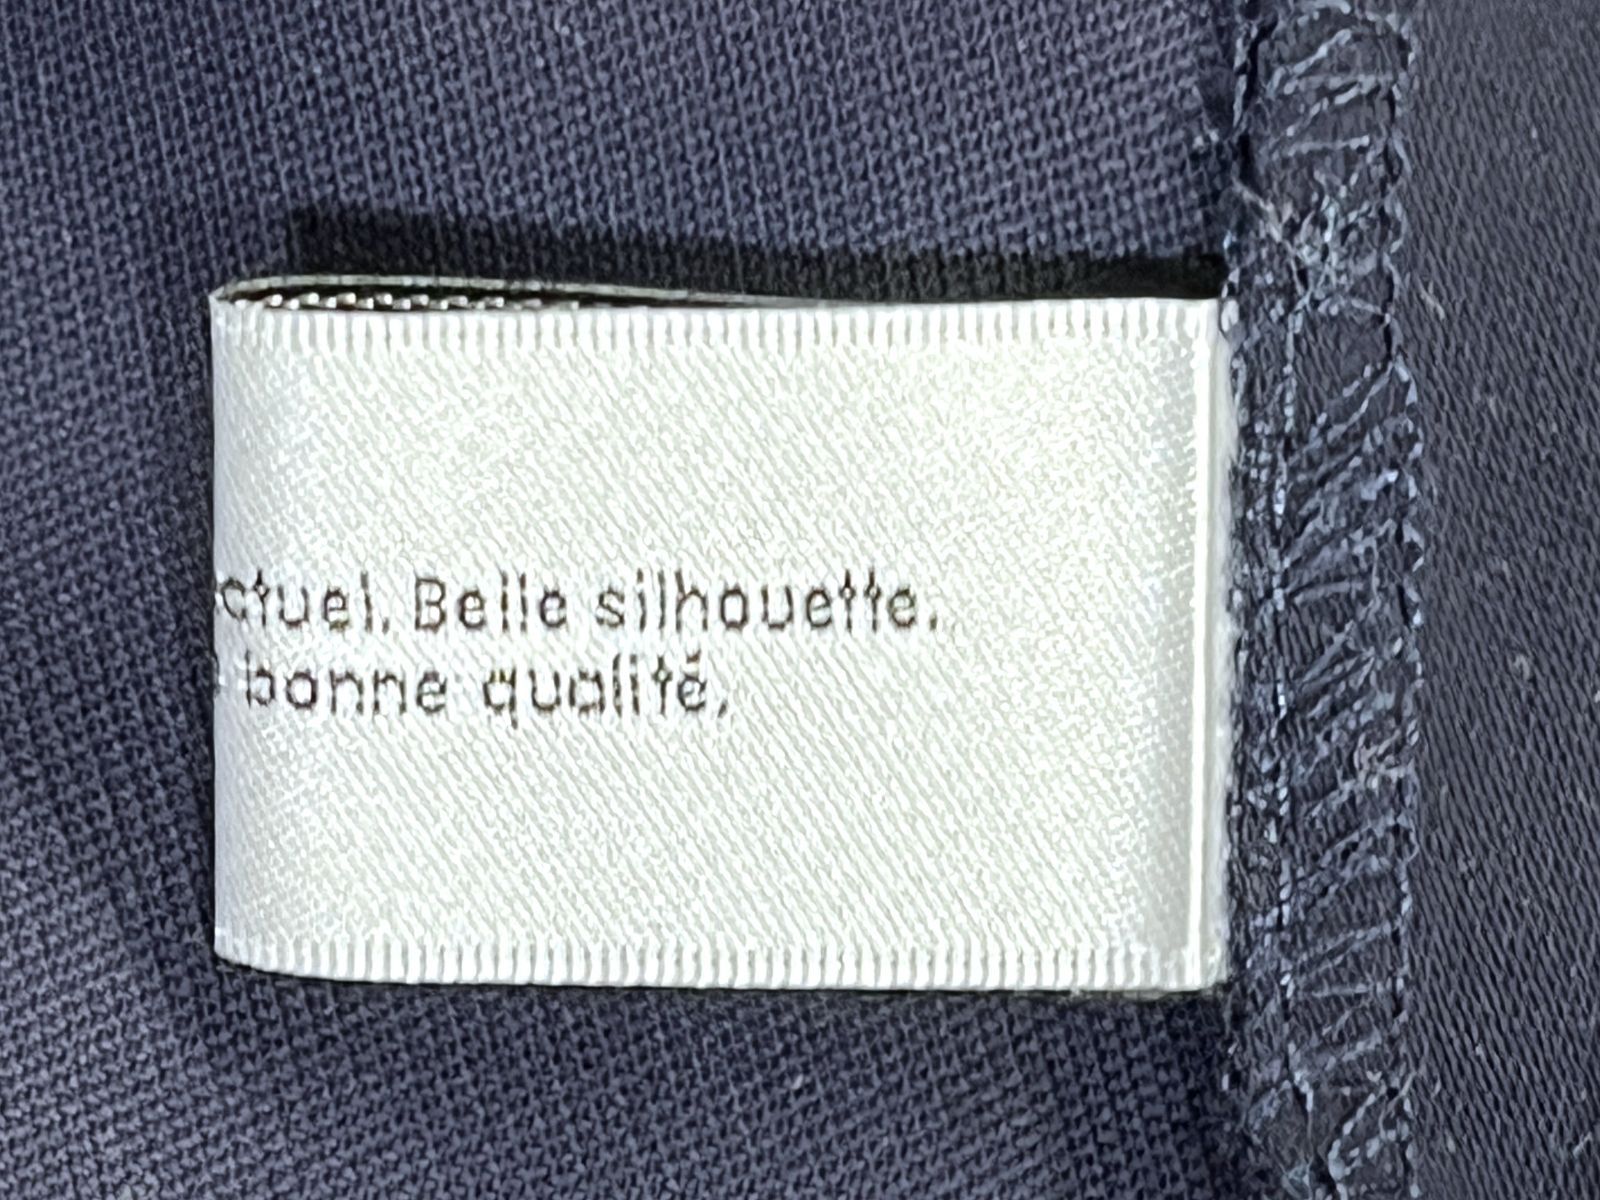 ctuel. Belle silhouette.
bonne qualité,